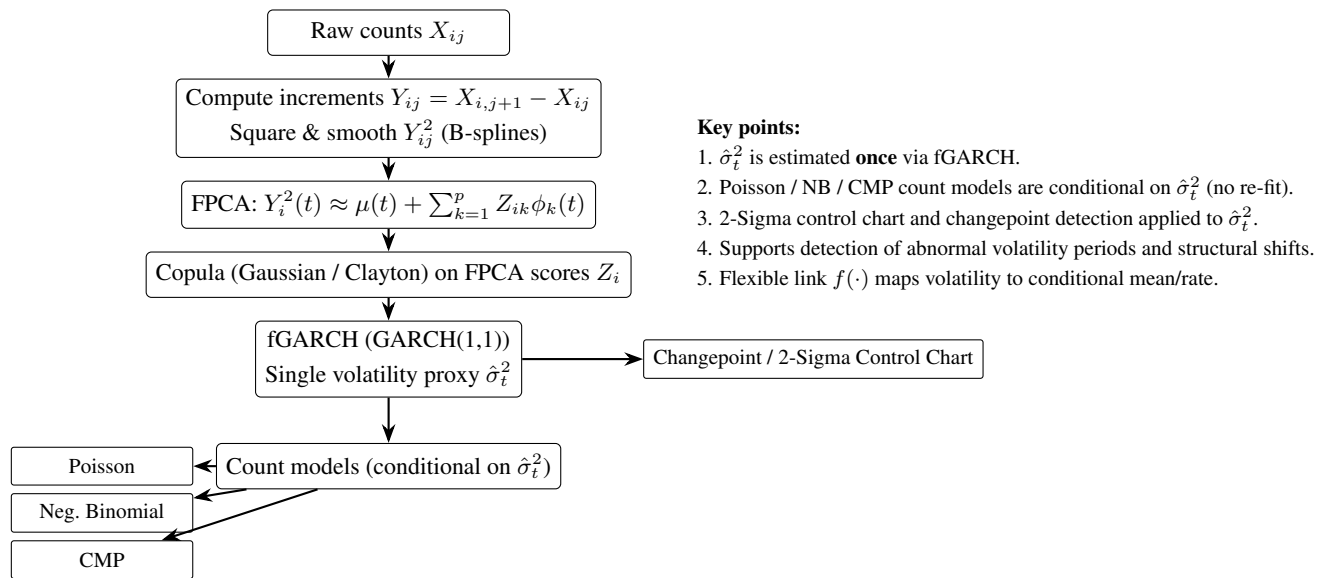 Raw counts $X_{ij}$
Compute increments $Y_{ij} = X_{i,j+1} - X_{ij}$
Square & smooth $Y_{ij}^2$ (B-splines)
FPCA: $Y_i^2(t) \approx \mu(t) + \sum_{k=1}^{p} Z_{ik}\phi_k(t)$
Copula (Gaussian / Clayton) on FPCA scores $Z_i$
fGARCH (GARCH(1,1))
Single volatility proxy $\hat{\sigma}_t^2$
Changepoint / 2-Sigma Control Chart
Count models (conditional on $\hat{\sigma}_t^2$)
Poisson
Neg. Binomial
CMP
Key points:
1. $\hat{\sigma}_t^2$ is estimated once via fGARCH.
2. Poisson / NB / CMP count models are conditional on $\hat{\sigma}_t^2$ (no re-fit).
3. 2-Sigma control chart and changepoint detection applied to $\hat{\sigma}_t^2$.
4. Supports detection of abnormal volatility periods and structural shifts.
5. Flexible link $f(\cdot)$ maps volatility to conditional mean/rate.